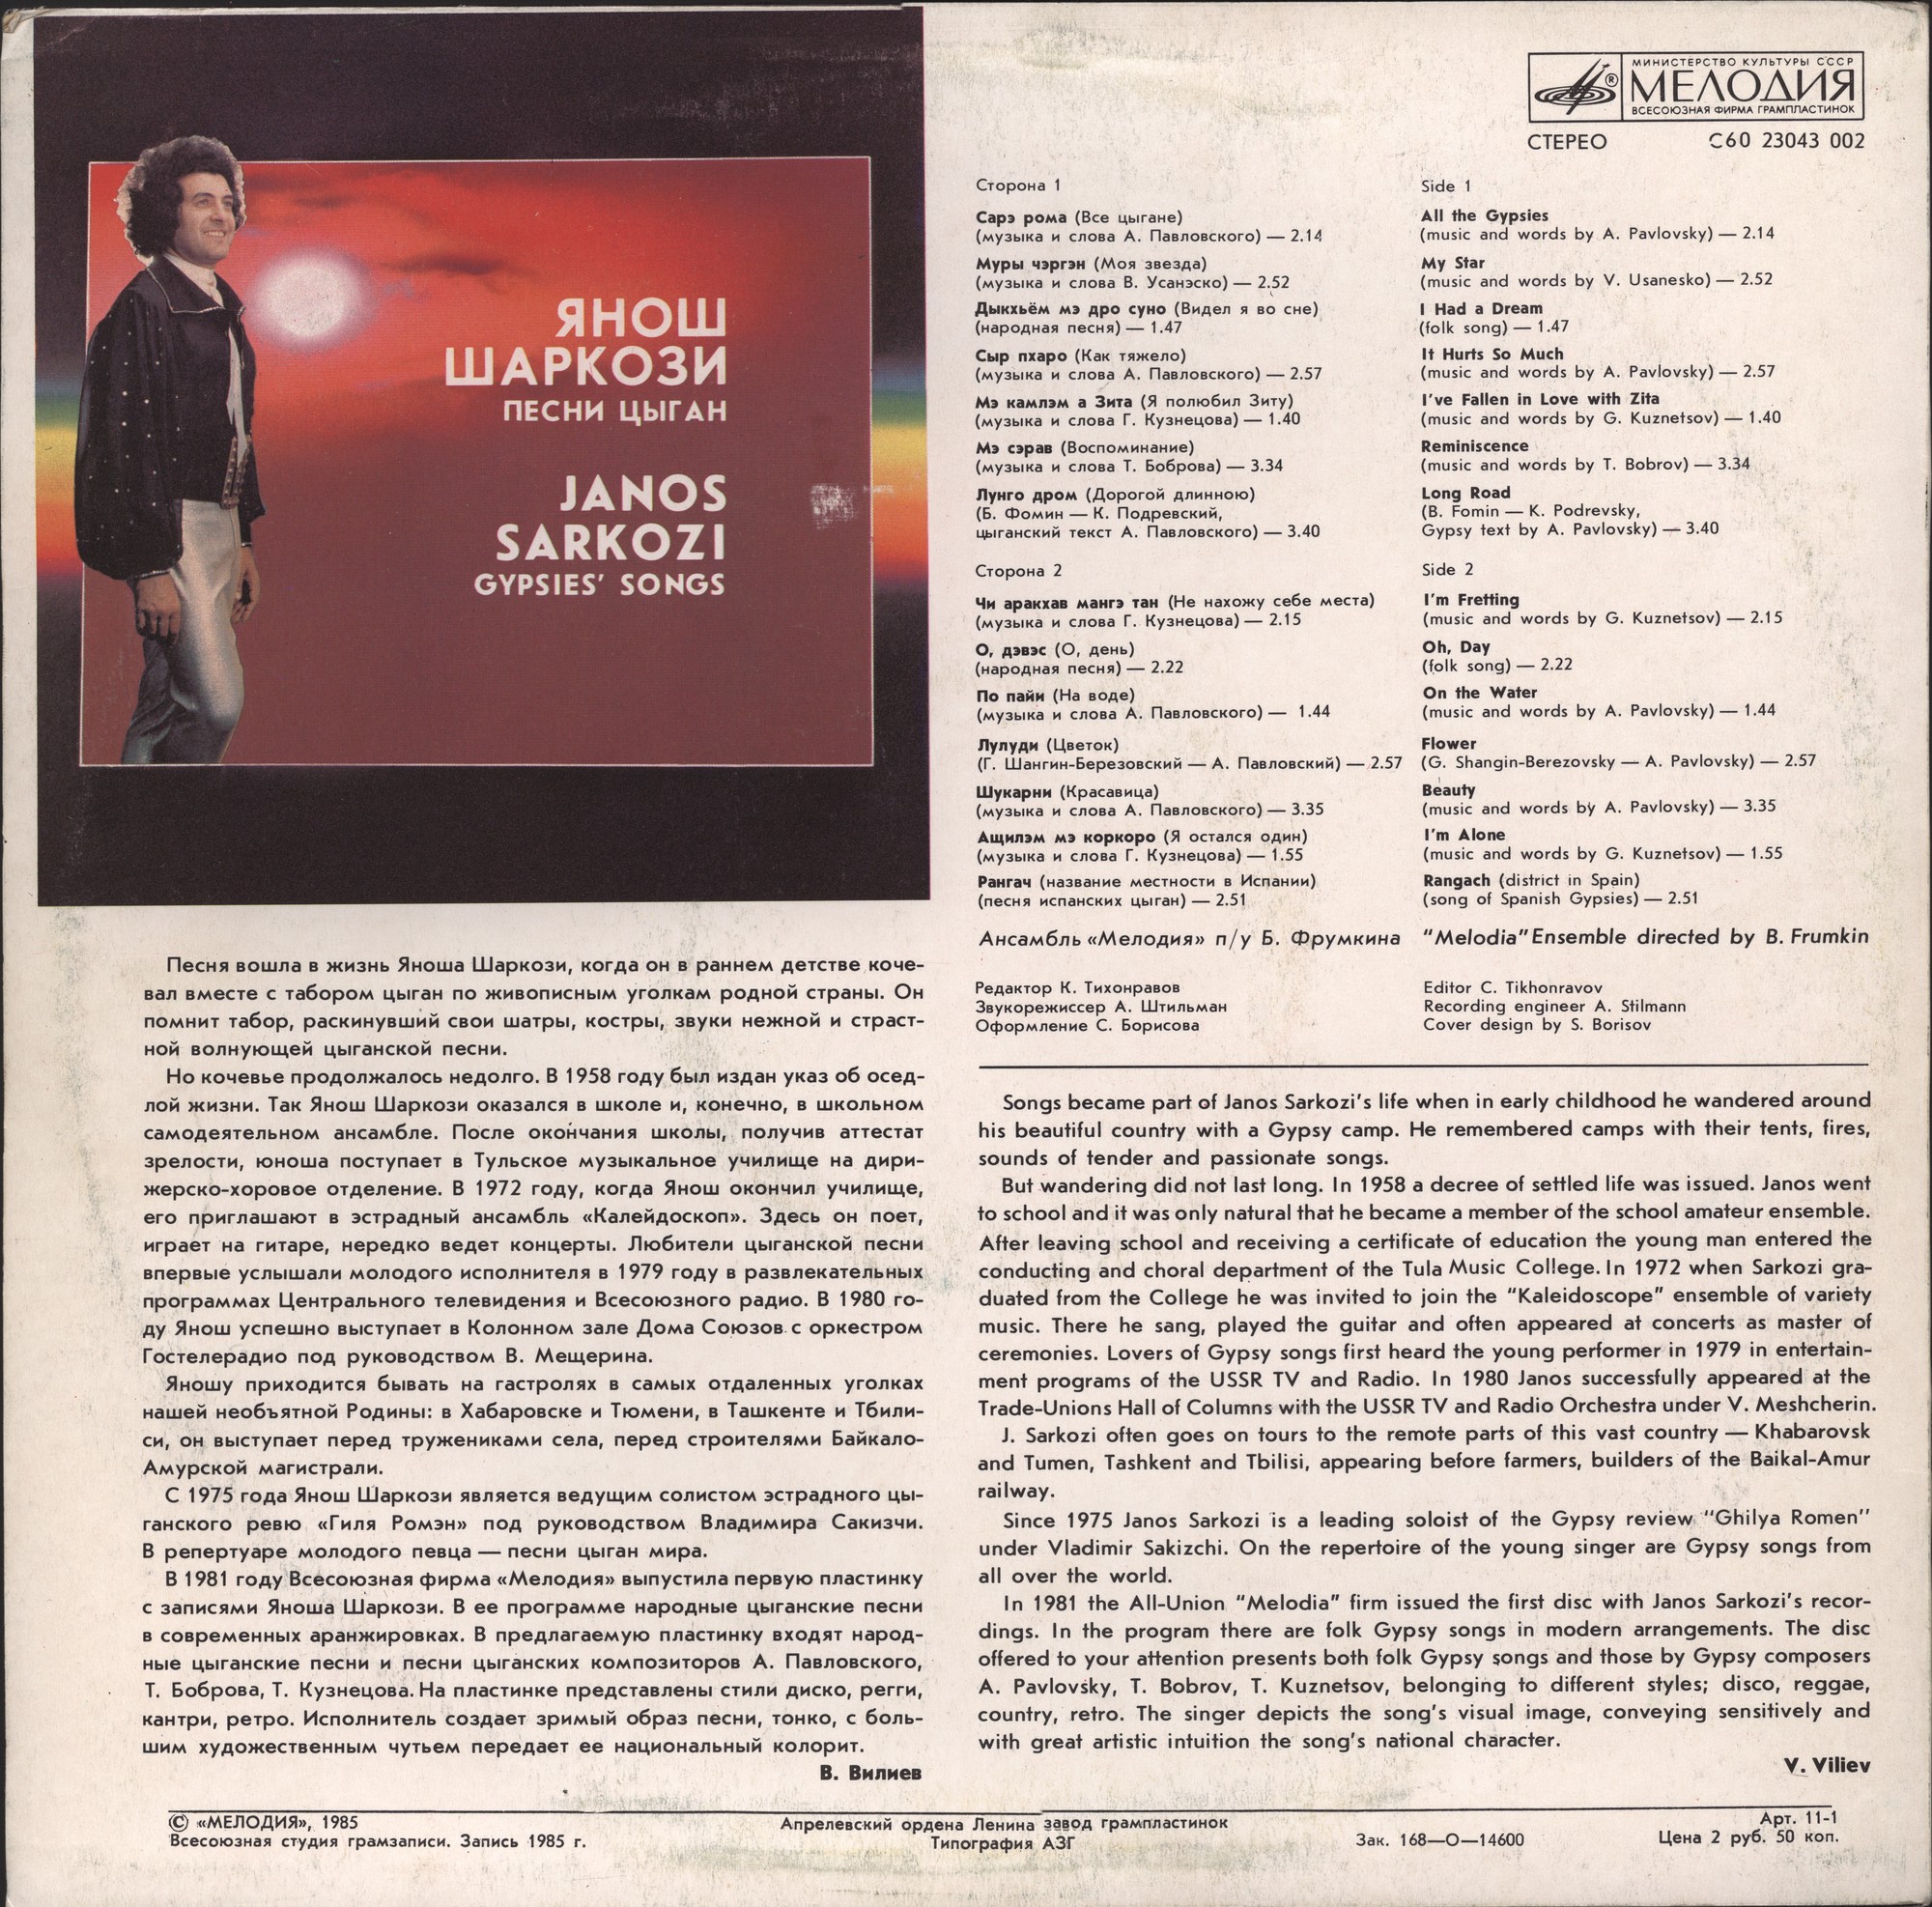 ЯНОШ
ШАРКОЗИ
ПЕСНИ ЦЫГАН
JANOS
SARKOZI
GYPSIES' SONGS
МИНИСТЕРСТВО КУЛЬТУРЫ СССР
МЕЛОДИЯ
ВСЕСОЮЗНАЯ ФИРМА ГРАМПЛАСТИНОК
®
СТЕРЕО С60 23043 002
Сторона 1
Сарэ рома (Все цыгане)
(музыка и слова А. Павловского) — 2.14
Муры чэргэн (Моя звезда)
(музыка и слова В. Усанэско) — 2.52
Дыкхьём мэ дро суно (Видел я во сне)
(народная песня) — 1.47
Сыр пхаро (Как тяжело)
(музыка и слова А. Павловского) — 2.57
Мэ камлэм а Зита (Я полюбил Зиту)
(музыка и слова Г. Кузнецова) — 1.40
Мэ сэрав (Воспоминание)
(музыка и слова Т. Боброва) — 3.34
Лунго дром (Дорогой длинною)
(Б. Фомин — К. Подревский,
цыганский текст А. Павловского) — 3.40
Сторона 2
Чи аракхав мангэ тан (Не нахожу себе места)
(музыка и слова Г. Кузнецова) — 2.15
О, дэвэс (О, день)
(народная песня) — 2.22
По пайи (На воде)
(музыка и слова А. Павловского) — 1.44
Лулуди (Цветок)
(Г. Шангин-Березовский — А. Павловский) — 2.57
Шукарни (Красавица)
(музыка и слова А. Павловского) — 3.35
Ащилэм мэ коркоро (Я остался один)
(музыка и слова Г. Кузнецова) — 1.55
Рангач (название местности в Испании)
(песня испанских цыган) — 2.51
Ансамбль «Мелодия» п/у Б. Фрумкина
Редактор К. Тихонравов
Звукорежиссер А. Штильман
Оформление С. Борисова
Side 1
All the Gypsies
(music and words by A. Pavlovsky) — 2.14
My Star
(music and words by V. Usanesko) — 2.52
I Had a Dream
(folk song) — 1.47
It Hurts So Much
(music and words by A. Pavlovsky) — 2.57
I've Fallen in Love with Zita
(music and words by G. Kuznetsov) — 1.40
Reminiscence
(music and words by T. Bobrov) — 3.34
Long Road
(B. Fomin — K. Podrevsky,
Gypsy text by A. Pavlovsky) — 3.40
Side 2
I'm Fretting
(music and words by G. Kuznetsov) — 2.15
Oh, Day
(folk song) — 2.22
On the Water
(music and words by A. Pavlovsky) — 1.44
Flower
(G. Shangin-Berezovsky — A. Pavlovsky) — 2.57
Beauty
(music and words by A. Pavlovsky) — 3.35
I'm Alone
(music and words by G. Kuznetsov) — 1.55
Rangach (district in Spain)
(song of Spanish Gypsies) — 2.51
"Melodia" Ensemble directed by B. Frumkin
Editor C. Tikhonravov
Recording engineer A. Stilmann
Cover design by S. Borisov
Песня вошла в жизнь Яноша Шаркози, когда он в раннем детстве коче-
вал вместе с табором цыган по живописным уголкам родной страны. Он
помнит табор, раскинувший свои шатры, костры, звуки нежной и страст-
ной волнующей цыганской песни.
Но кочевье продолжалось недолго. В 1958 году был издан указ об осед-
лой жизни. Так Янош Шаркози оказался в школе и, конечно, в школьном
самодеятельном ансамбле. После окончания школы, получив аттестат
зрелости, юноша поступает в Тульское музыкальное училище на дири-
жерско-хоровое отделение. В 1972 году, когда Янош окончил училище,
его приглашают в эстрадный ансамбль «Калейдоскоп». Здесь он поет,
играет на гитаре, нередко ведет концерты. Любители цыганской песни
впервые услышали молодого исполнителя в 1979 году в развлекательных
программах Центрального телевидения и Всесоюзного радио. В 1980 го-
ду Янош успешно выступает в Колонном зале Дома Союзов с оркестром
Гостелерадио под руководством В. Мещерина.
Яношу приходится бывать на гастролях в самых отдаленных уголках
нашей необъятной Родины: в Хабаровске и Тюмени, в Ташкенте и Тбили-
си, он выступает перед тружениками села, перед строителями Байкало-
Амурской магистрали.
С 1975 года Янош Шаркози является ведущим солистом эстрадного цы-
ганского ревю «Гиля Ромэн» под руководством Владимира Сакизчи.
В репертуаре молодого певца — песни цыган мира.
В 1981 году Всесоюзная фирма «Мелодия» выпустила первую пластинку
с записями Яноша Шаркози. В ее программе народные цыганские песни
в современных аранжировках. В предлагаемую пластинку входят народ-
ные цыганские песни и песни цыганских композиторов А. Павловского,
Т. Боброва, Т. Кузнецова. На пластинке представлены стили диско, регги,
кантри, ретро. Исполнитель создает зримый образ песни, тонко, с боль-
шим художественным чутьем передает ее национальный колорит.
В. Вилиев
Songs became part of Janos Sarkozi's life when in early childhood he wandered around
his beautiful country with a Gypsy camp. He remembered camps with their tents, fires,
sounds of tender and passionate songs.
But wandering did not last long. In 1958 a decree of settled life was issued. Janos went
to school and it was only natural that he became a member of the school amateur ensemble.
After leaving school and receiving a certificate of education the young man entered the
conducting and choral department of the Tula Music College. In 1972 when Sarkozi gra-
duated from the College he was invited to join the "Kaleidoscope" ensemble of variety
music. There he sang, played the guitar and often appeared at concerts as master of
ceremonies. Lovers of Gypsy songs first heard the young performer in 1979 in entertain-
ment programs of the USSR TV and Radio. In 1980 Janos successfully appeared at the
Trade-Unions Hall of Columns with the USSR TV and Radio Orchestra under V. Meshcherin.
J. Sarkozi often goes on tours to the remote parts of this vast country — Khabarovsk
and Tumen, Tashkent and Tbilisi, appearing before farmers, builders of the Baikal-Amur
railway.
Since 1975 Janos Sarkozi is a leading soloist of the Gypsy review "Ghilya Romen"
under Vladimir Sakizchi. On the repertoire of the young singer are Gypsy songs from
all over the world.
In 1981 the All-Union "Melodia" firm issued the first disc with Janos Sarkozi's recor-
dings. In the program there are folk Gypsy songs in modern arrangements. The disc
offered to your attention presents both folk Gypsy songs and those by Gypsy composers
A. Pavlovsky, T. Bobrov, T. Kuznetsov, belonging to different styles; disco, reggae,
country, retro. The singer depicts the song's visual image, conveying sensitively and
with great artistic intuition the song's national character.
V. Viliev
© «МЕЛОДИЯ», 1985
Всесоюзная студия грамзаписи. Запись 1985 г.
Апрелевский ордена Ленина завод грампластинок
Типография АЗГ
Зак. 168—О—14600
Арт. 11-1
Цена 2 руб. 50 коп.